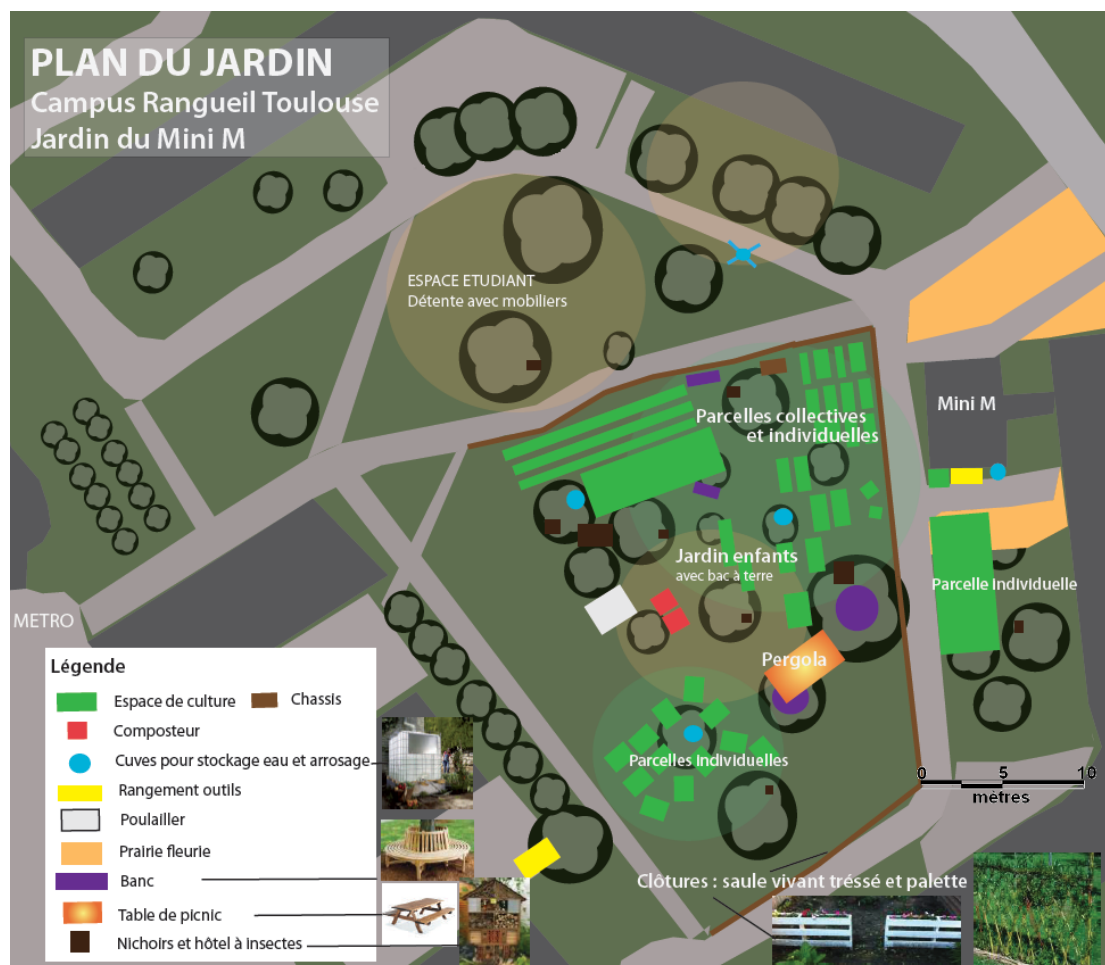 PLAN DU JARDIN
Campus Rangueil Toulouse
Jardin du Mini M
ESPACE ETUDIANT
Détente avec mobiliers
Parcelles collectives
et individuelles
Mini M
Jardin enfants
avec bac à terre
Parcelle Individuelle
METRO
Pergola
Parcelles individuelles
0 5 10
mètres
Légende
Espace de culture
Chassis
Composteur
Cuves pour stockage eau et arrosage
Rangement outils
Poulailler
Prairie fleurie
Banc
Table de picnic
Nichoirs et hôtel à insectes
Clôtures : saule vivant tréssé et palette